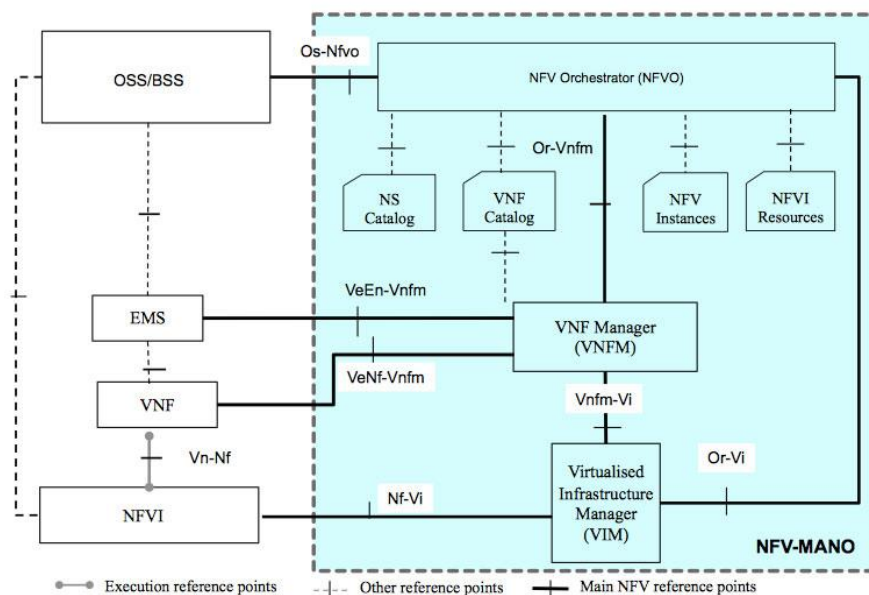 Os-Nfvo
OSS/BSS
NFV Orchestrator (NFVO)
Or-Vnfm
NS
Catalog
VNF
Catalog
NFV
Instances
NFVI
Resources
VeEn-Vnfm
EMS
VNF Manager
(VNFM)
VeNf-Vnfm
VNF
Vnfm-Vi
Vn-Nf
Or-Vi
Virtualised
Infrastructure
Manager
(VIM)
Nf-Vi
NFVI
NFV-MANO
Execution reference points
Other reference points
Main NFV reference points